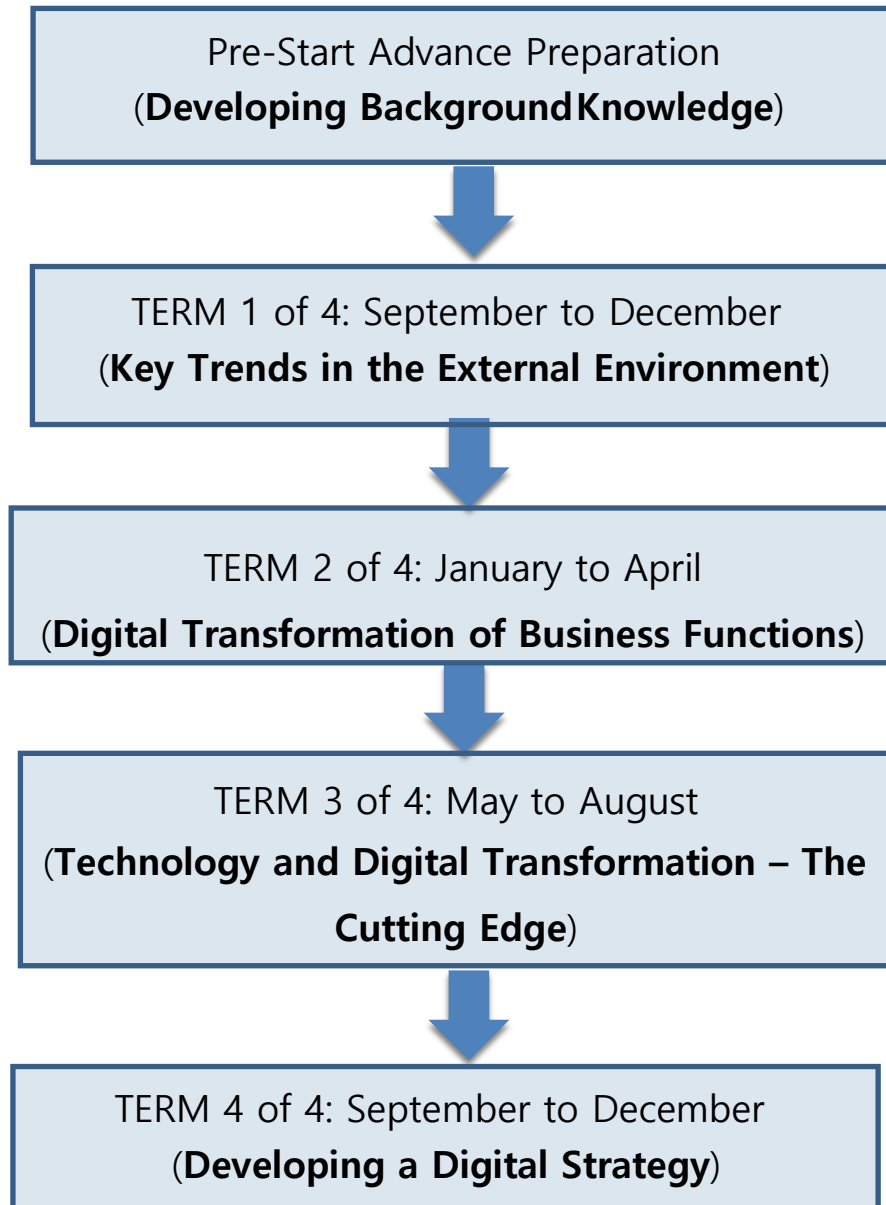 Pre-Start Advance Preparation
(Developing Background Knowledge)
TERM 1 of 4: September to December
(Key Trends in the External Environment)
TERM 2 of 4: January to April
(Digital Transformation of Business Functions)
TERM 3 of 4: May to August
(Technology and Digital Transformation – The
Cutting Edge)
TERM 4 of 4: September to December
(Developing a Digital Strategy)